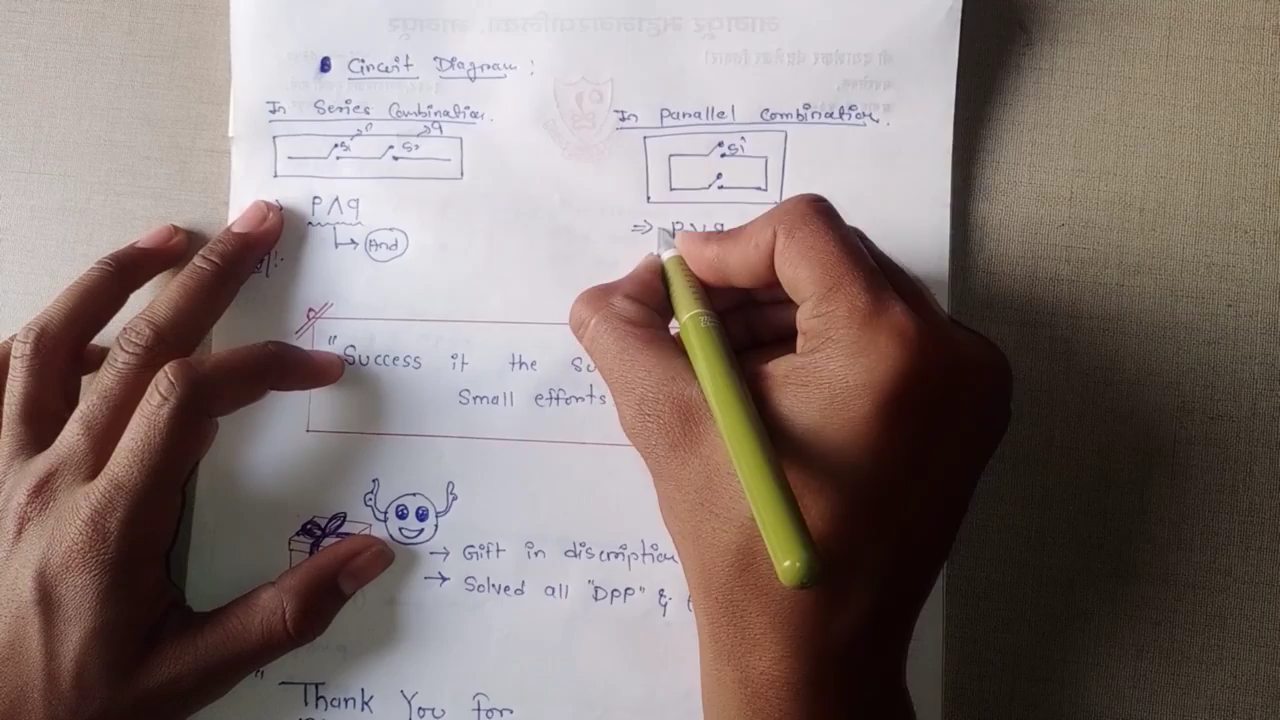 Circuit Diagram :
In Series Combination.
In parallel Combination.
p q
S1 S2
S1
p ∧ q
⇒ p ∨ q
↳ And
"Success it the
Small efforts
→ Gift in discription
→ Solved all "DPP" &
" Thank You for